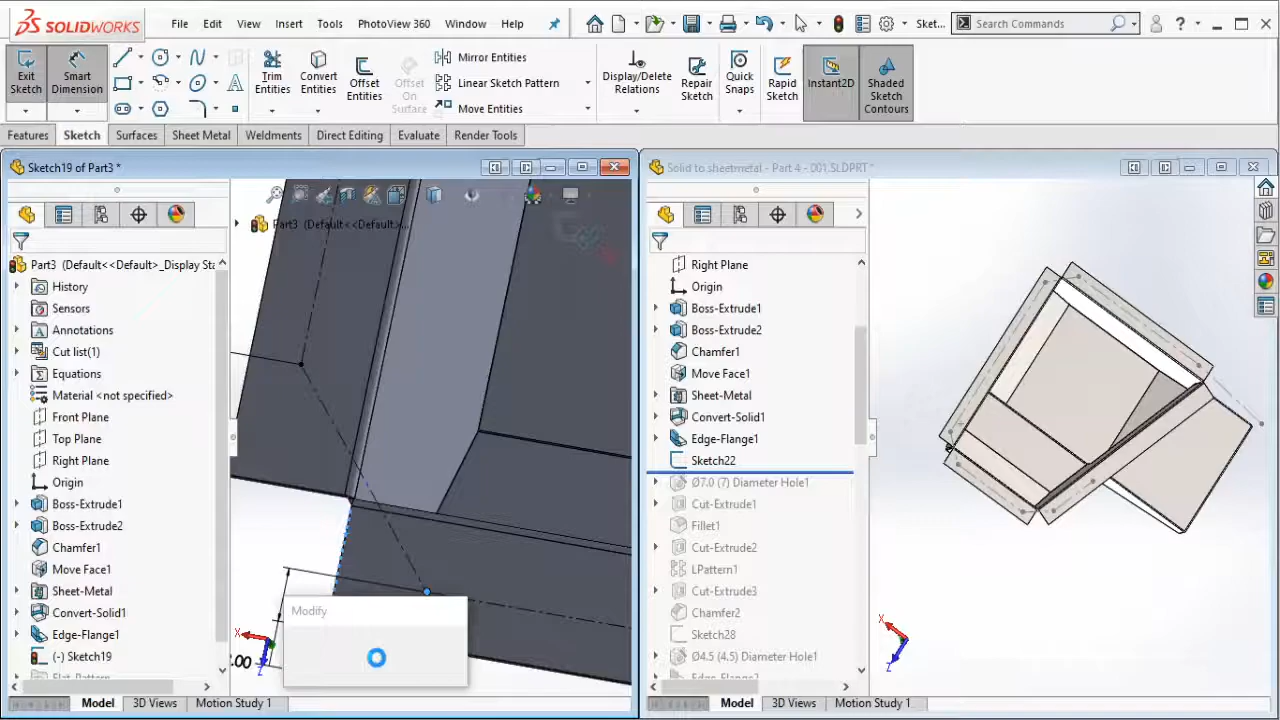 SOLIDWORKS
File Edit View Insert Tools PhotoView 360 Window Help
Sket...
Search Commands
Exit Sketch
Smart Dimension
Trim Entities
Convert Entities
Offset Entities
Offset On Surface
Mirror Entities
Linear Sketch Pattern
Move Entities
Display/Delete Relations
Repair Sketch
Quick Snaps
Rapid Sketch
Instant2D
Shaded Sketch Contours
Features Sketch Surfaces Sheet Metal Weldments Direct Editing Evaluate Render Tools
Sketch19 of Part3 *
Part3 (Default<<Default>...
Part3 (Default<<Default>_Display Sta
History
Sensors
Annotations
Cut list(1)
Equations
Material <not specified>
Front Plane
Top Plane
Right Plane
Origin
Boss-Extrude1
Boss-Extrude2
Chamfer1
Move Face1
Sheet-Metal
Convert-Solid1
Edge-Flange1
(-) Sketch19
Flat-Pattern
Modify
X
Z
.00
Model 3D Views Motion Study 1
Solid to sheetmetal - Part 4 - 001.SLDPRT *
Right Plane
Origin
Boss-Extrude1
Boss-Extrude2
Chamfer1
Move Face1
Sheet-Metal
Convert-Solid1
Edge-Flange1
Sketch22
Ø7.0 (7) Diameter Hole1
Cut-Extrude1
Fillet1
Cut-Extrude2
LPattern1
Cut-Extrude3
Chamfer2
Sketch28
Ø4.5 (4.5) Diameter Hole1
X
Z
Model 3D Views Motion Study 1